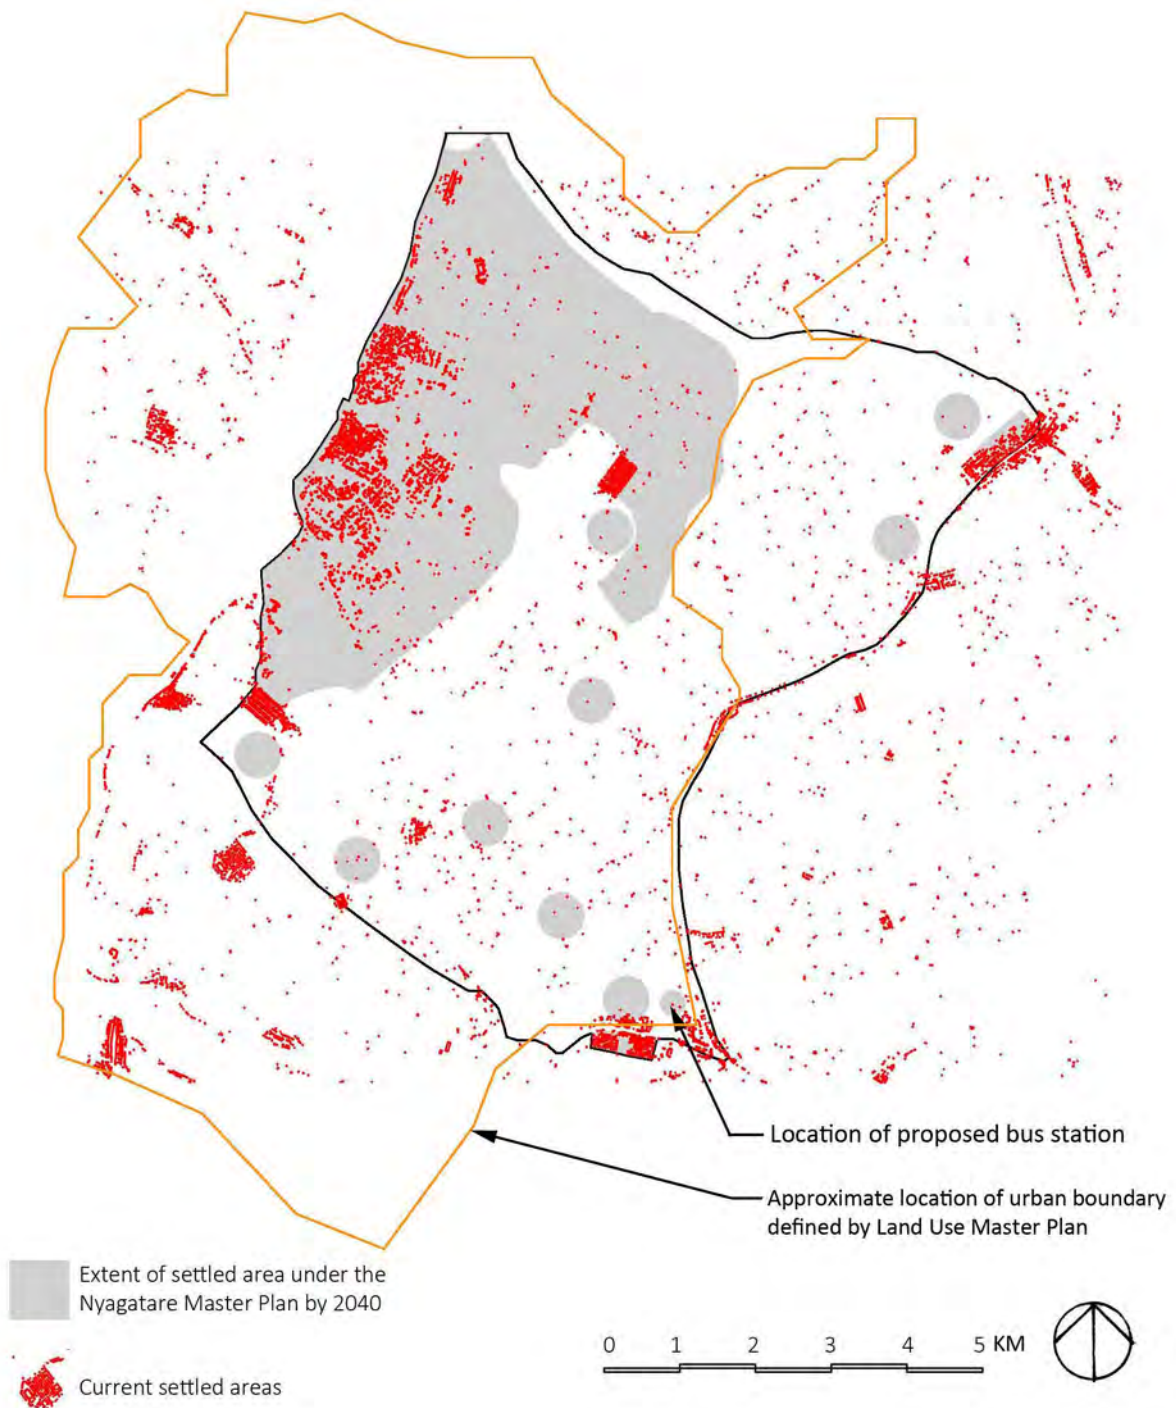 Location of proposed bus station
Approximate location of urban boundary
defined by Land Use Master Plan
Extent of settled area under the
Nyagatare Master Plan by 2040
0 1 2 3 4 5 KM
Current settled areas